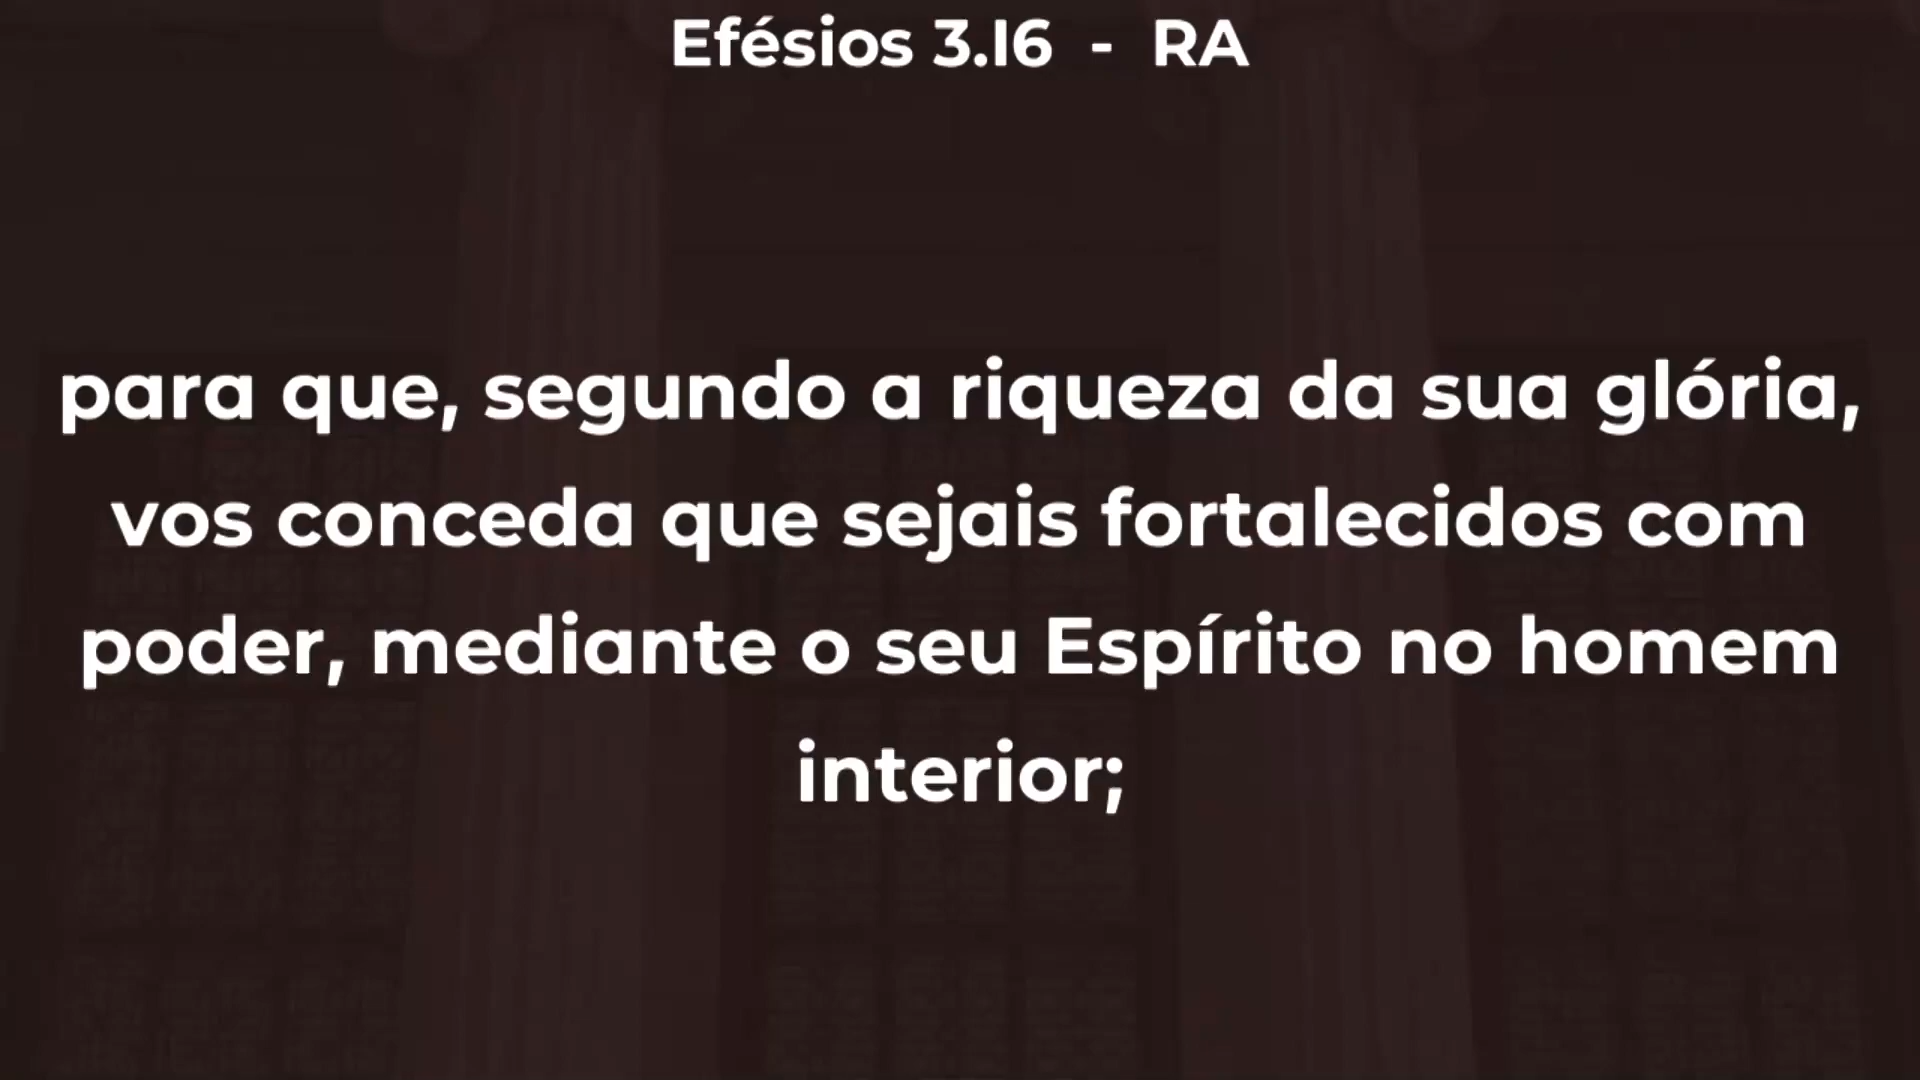 Efésios 3.16 - RA
para que, segundo a riqueza da sua glória,
vos conceda que sejais fortalecidos com
poder, mediante o seu Espírito no homem
interior;